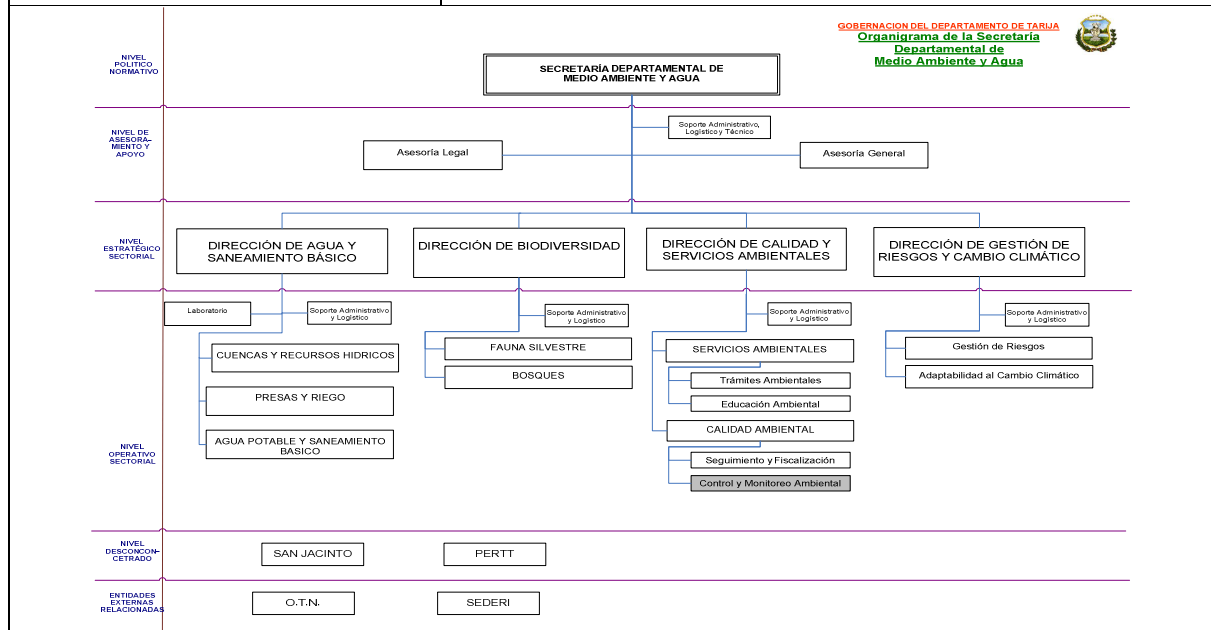 GOBERNACION DEL DEPARTAMENTO DE TARIJA
Organigrama de la Secretaría
Departamental de
Medio Ambiente y Agua
NIVEL
POLITICO
NORMATIVO
SECRETARÍA DEPARTAMENTAL DE
MEDIO AMBIENTE Y AGUA
NIVEL DE
ASESORA-
MIENTO Y
APOYO
Soporte Administrativo,
Logístico y Técnico
Asesoría Legal
Asesoría General
NIVEL
ESTRATÉGICO
SECTORIAL
DIRECCIÓN DE AGUA Y
SANEAMIENTO BÁSICO
DIRECCIÓN DE BIODIVERSIDAD
DIRECCIÓN DE CALIDAD Y
SERVICIOS AMBIENTALES
DIRECCIÓN DE GESTIÓN DE
RIESGOS Y CAMBIO CLIMÁTICO
NIVEL
OPERATIVO
SECTORIAL
Laboratorio
Soporte Administrativo
y Logístico
CUENCAS Y RECURSOS HIDRICOS
PRESAS Y RIEGO
AGUA POTABLE Y SANEAMIENTO
BASICO
Soporte Administrativo
y Logístico
FAUNA SILVESTRE
BOSQUES
Soporte Administrativo
y Logístico
SERVICIOS AMBIENTALES
Trámites Ambientales
Educación Ambiental
CALIDAD AMBIENTAL
Seguimiento y Fiscalización
Control y Monitoreo Ambiental
Soporte Administrativo
y Logístico
Gestión de Riesgos
Adaptabilidad al Cambio Climático
NIVEL
DESCONCON-
CETRADO
SAN JACINTO
PERTT
ENTIDADES
EXTERNAS
RELACIONADAS
O.T.N.
SEDERI